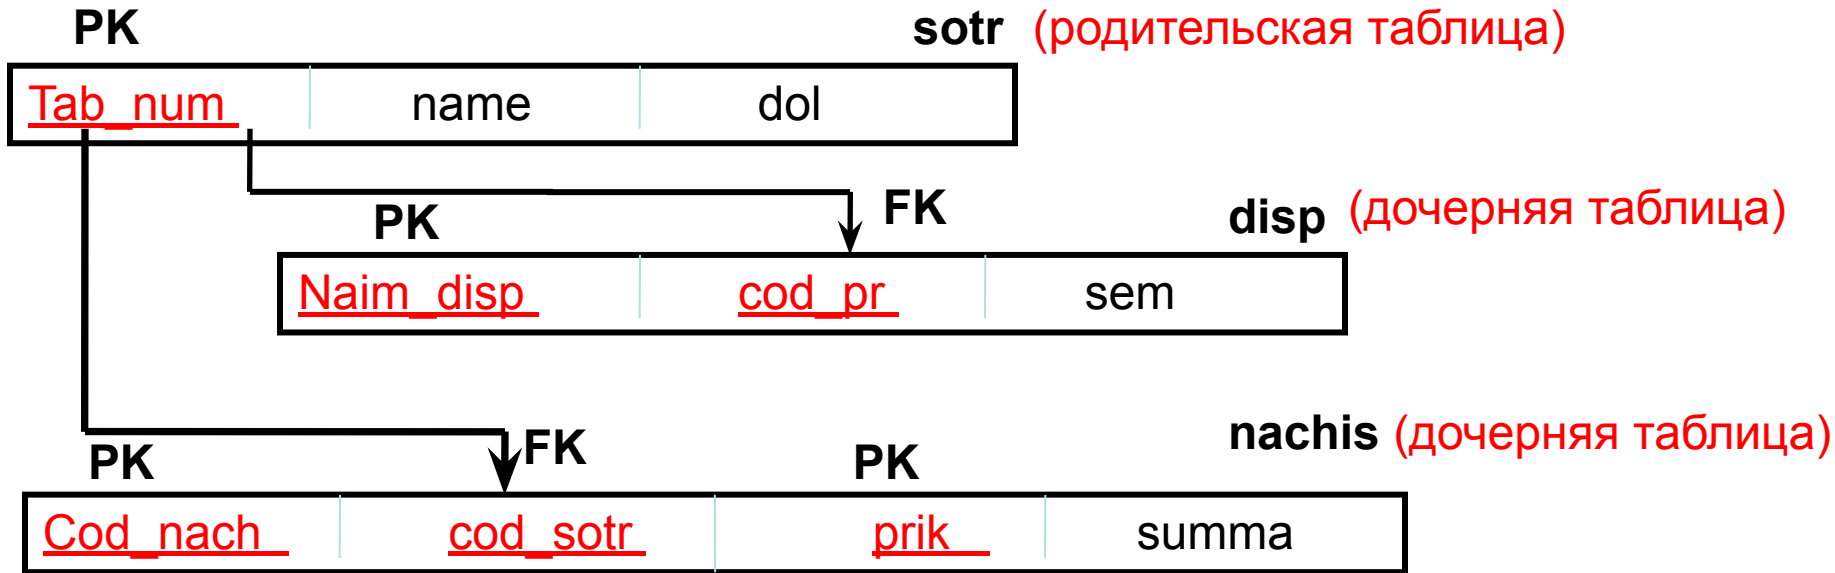 PK sotr (родительская таблица)
Tab_num name dol
PK FK disp (дочерняя таблица)
Naim_disp cod_pr sem
PK FK PK nachis (дочерняя таблица)
Cod_nach cod_sotr prik summa